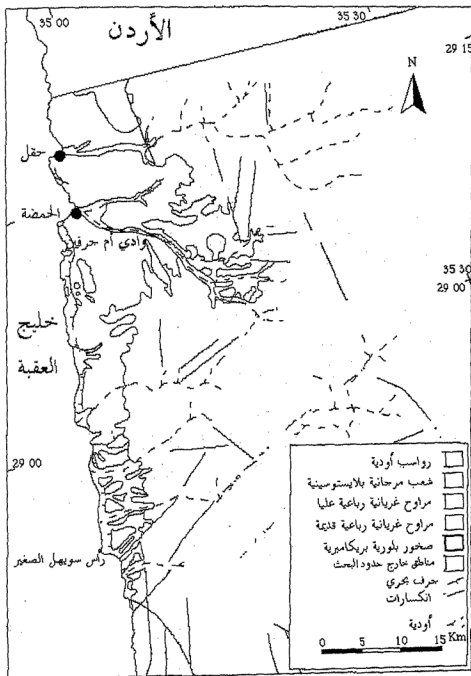 35 00
35 30
الأردن
29 15
N
حقل
الحمضة
وادي أم جرفين
35 30
29 00
خليج
العقبة
29 00
رواسب أودية
شعب مرجانية بلايستوسينية
مراوح غريانية رباعية عليا
مراوح غريانية رباعية قديمة
صخور بلورية بريكامبرية
مناطق خارج حدود البحث
جرف بحري
انكسارات
أودية
راس سويهل الصغير
0 5 10 15 Km